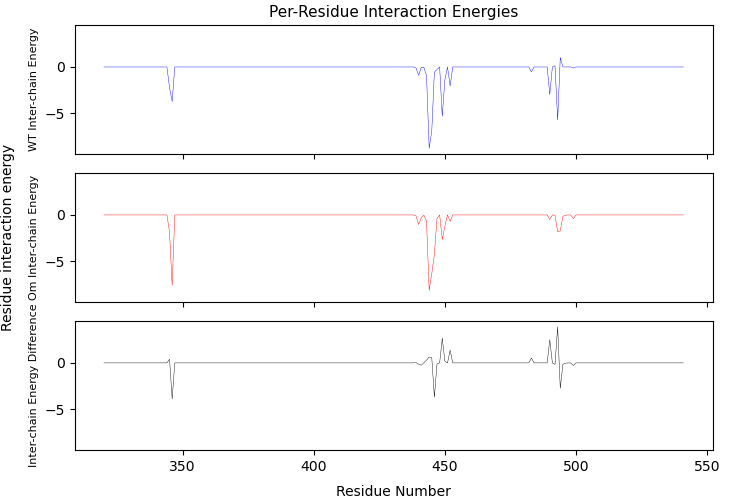 Per-Residue Interaction Energies
Residue interaction energy
WT Inter-chain Energy
0
−5
Om Inter-chain Energy
0
−5
Inter-chain Energy Difference
0
−5
350
400
450
500
550
Residue Number